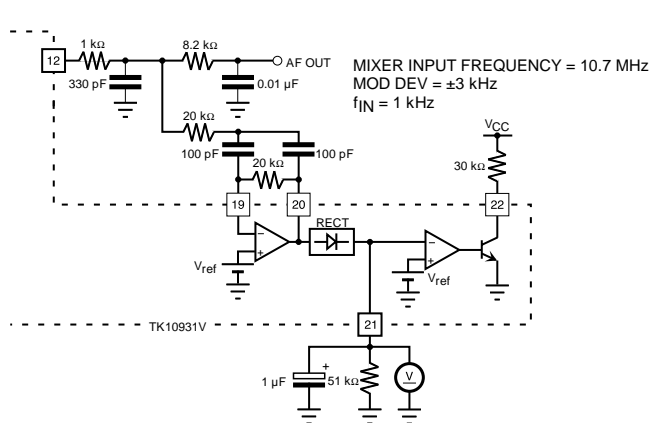 12
1 kΩ
8.2 kΩ
AF OUT
330 pF
0.01 µF
MIXER INPUT FREQUENCY = 10.7 MHz
MOD DEV = ±3 kHz
fIN = 1 kHz
20 kΩ
100 pF
100 pF
20 kΩ
VCC
30 kΩ
19
20
22
RECT
−
+
Vref
−
+
Vref
TK10931V
21
1 µF
+
51 kΩ
V